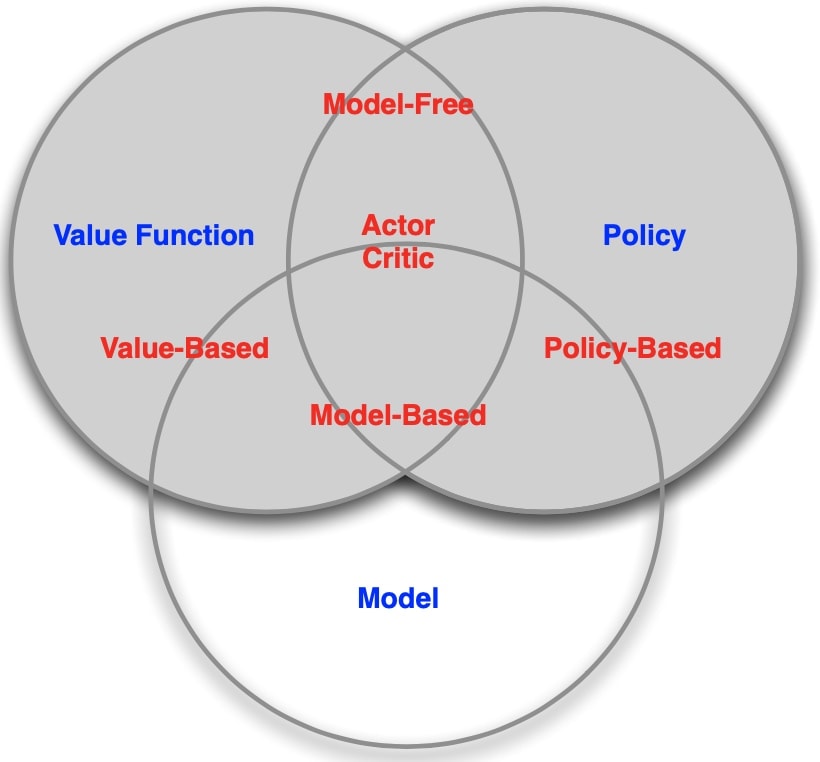 Model-Free
Actor
Critic
Value Function
Policy
Value-Based
Policy-Based
Model-Based
Model